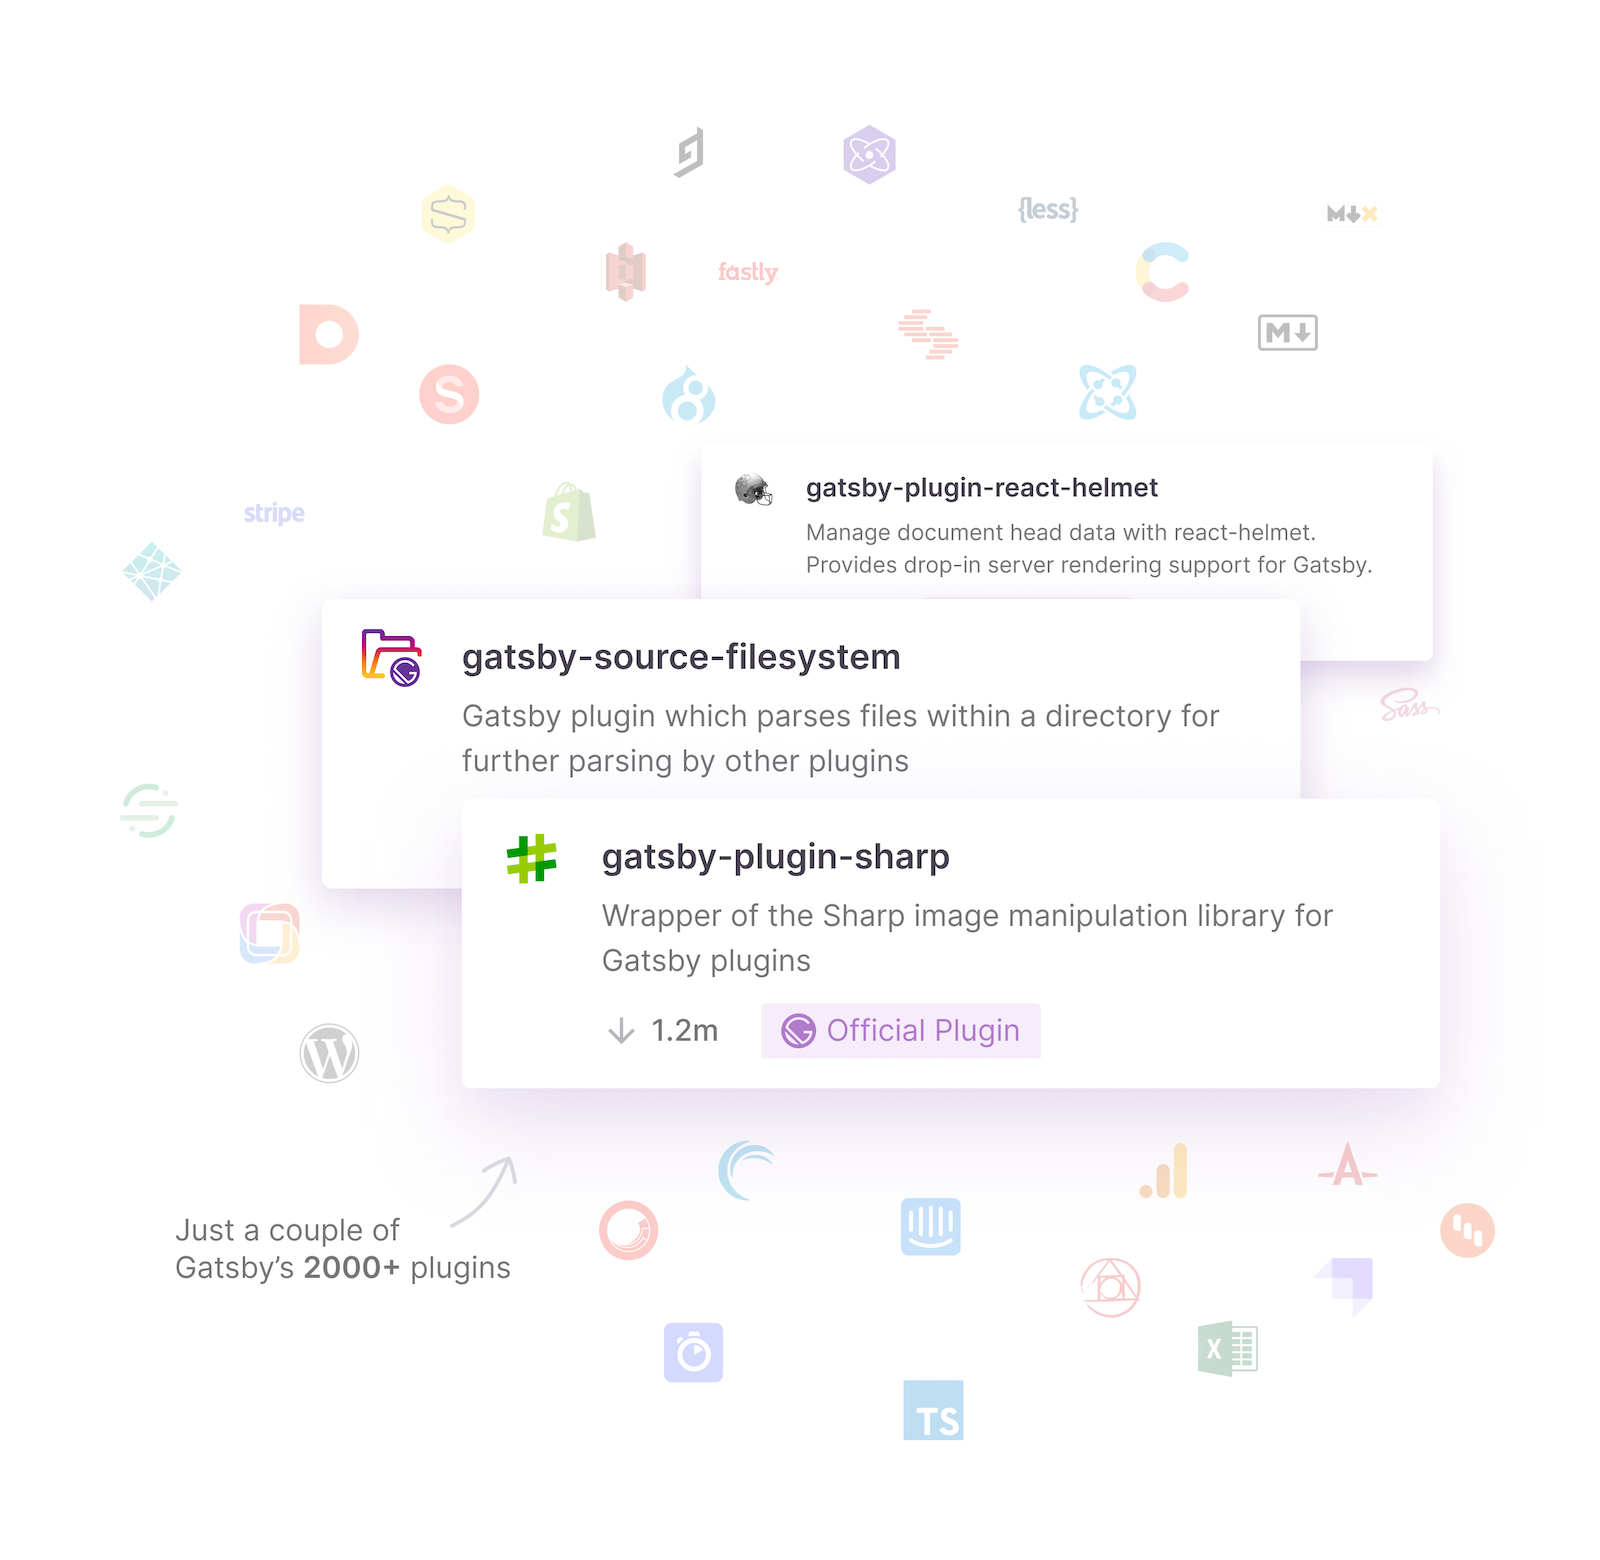 {less}
M
fastly
M
S
stripe
S
gatsby-plugin-react-helmet
Manage document head data with react-helmet.
Provides drop-in server rendering support for Gatsby.
gatsby-source-filesystem
Gatsby plugin which parses files within a directory for
further parsing by other plugins
Sass
gatsby-plugin-sharp
Wrapper of the Sharp image manipulation library for
Gatsby plugins
1.2m
Official Plugin
W
Just a couple of
Gatsby’s 2000+ plugins
X
TS